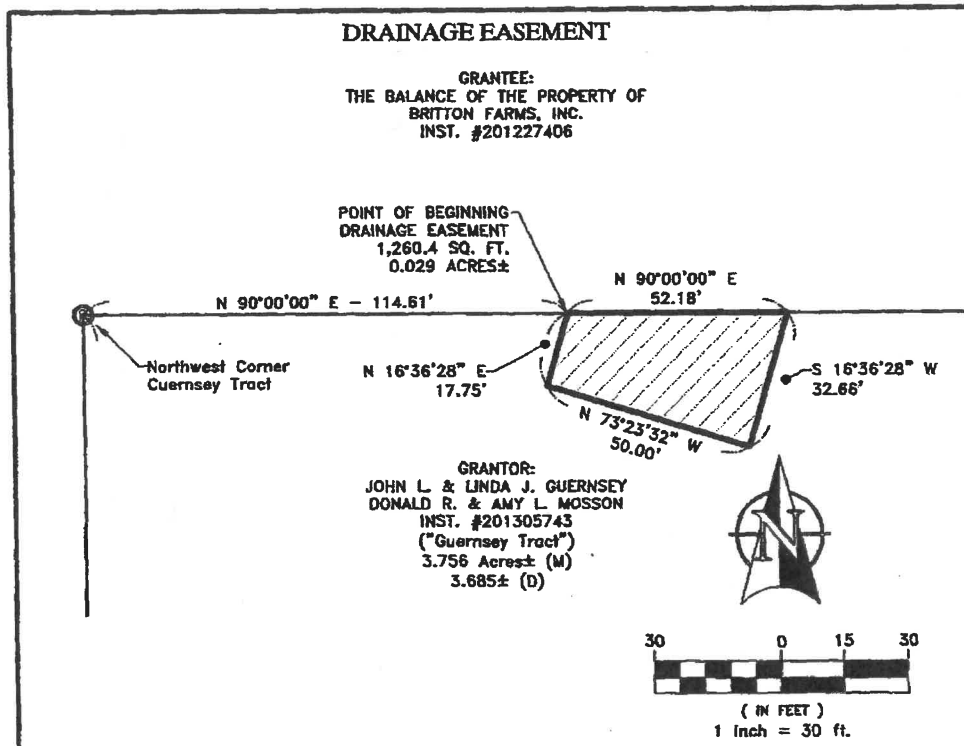 DRAINAGE EASEMENT
GRANTEE:
THE BALANCE OF THE PROPERTY OF
BRITTON FARMS, INC.
INST. #201227406
POINT OF BEGINNING
DRAINAGE EASEMENT
1,260.4 SQ. FT.
0.029 ACRES±
N 90°00'00" E - 114.61'
N 90°00'00" E
52.18'
Northwest Corner
Guernsey Tract
N 16°36'28" E
17.75'
S 16°36'28" W
32.66'
N 73°23'32" W
50.00'
GRANTOR:
JOHN L. & LINDA J. GUERNSEY
DONALD R. & AMY L. MOSSON
INST. #201305743
("Guernsey Tract")
3.756 Acres± (M)
3.685± (D)
N
30 0 15 30
( IN FEET )
1 inch = 30 ft.